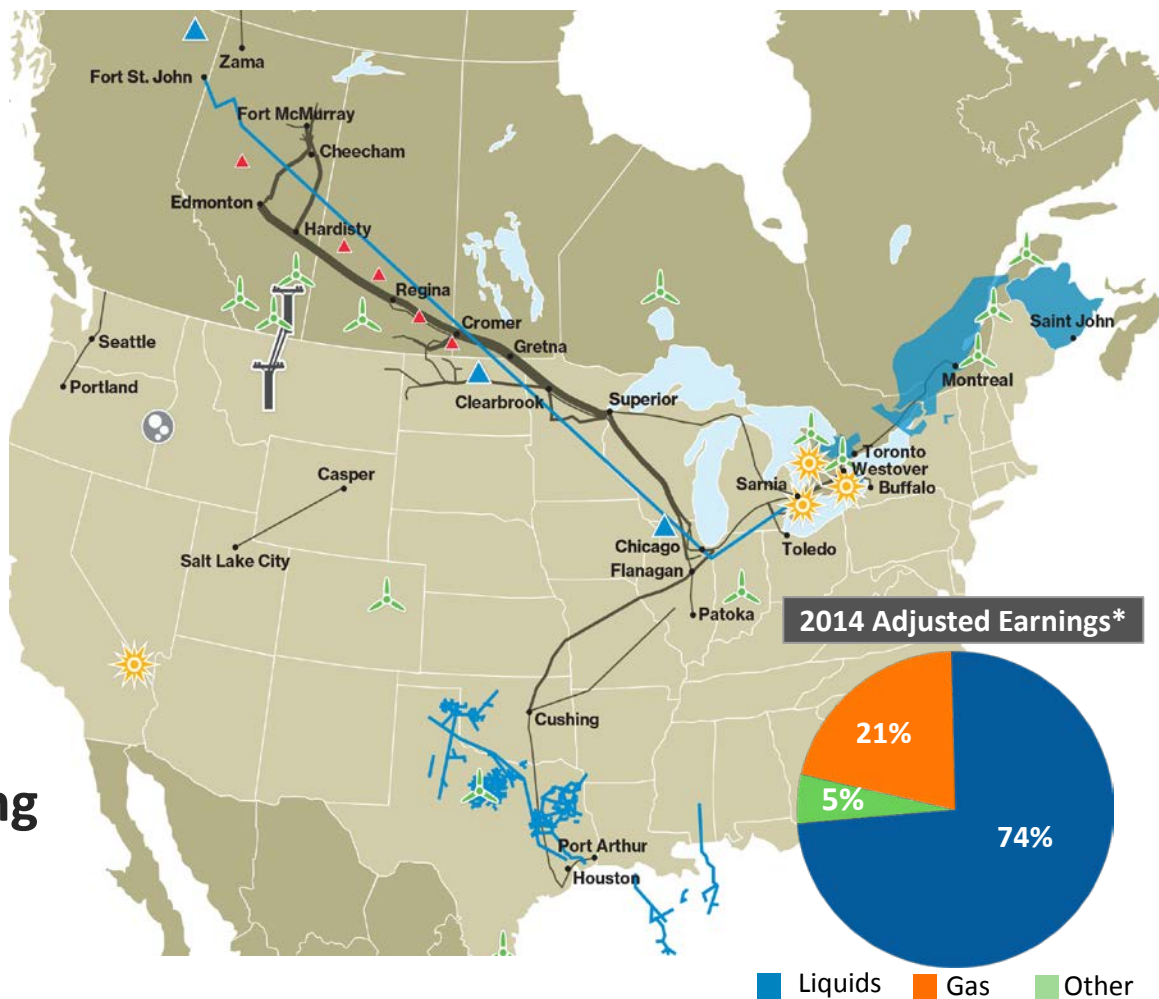 Zama
Fort St. John
Fort McMurray
Cheecham
Edmonton
Hardisty
Regina
Cromer
Gretna
Saint John
Seattle
Portland
Clearbrook
Superior
Montreal
Toronto
Westover
Buffalo
Sarnia
Casper
Salt Lake City
Chicago
Toledo
Flanagan
Patoka
2014 Adjusted Earnings*
Cushing
21%
5%
74%
ng
Port Arthur
Houston
Liquids Gas Other